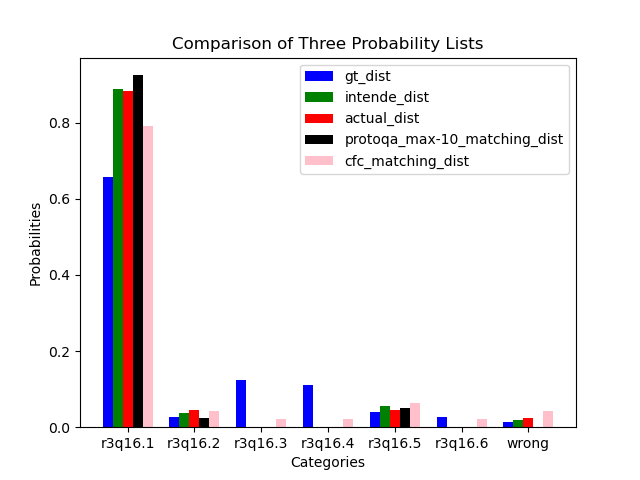 Comparison of Three Probability Lists
gt_dist
intende_dist
actual_dist
protoqa_max-10_matching_dist
cfc_matching_dist
Probabilities
0.8
0.6
0.4
0.2
0.0
r3q16.1 r3q16.2 r3q16.3 r3q16.4 r3q16.5 r3q16.6 wrong
Categories